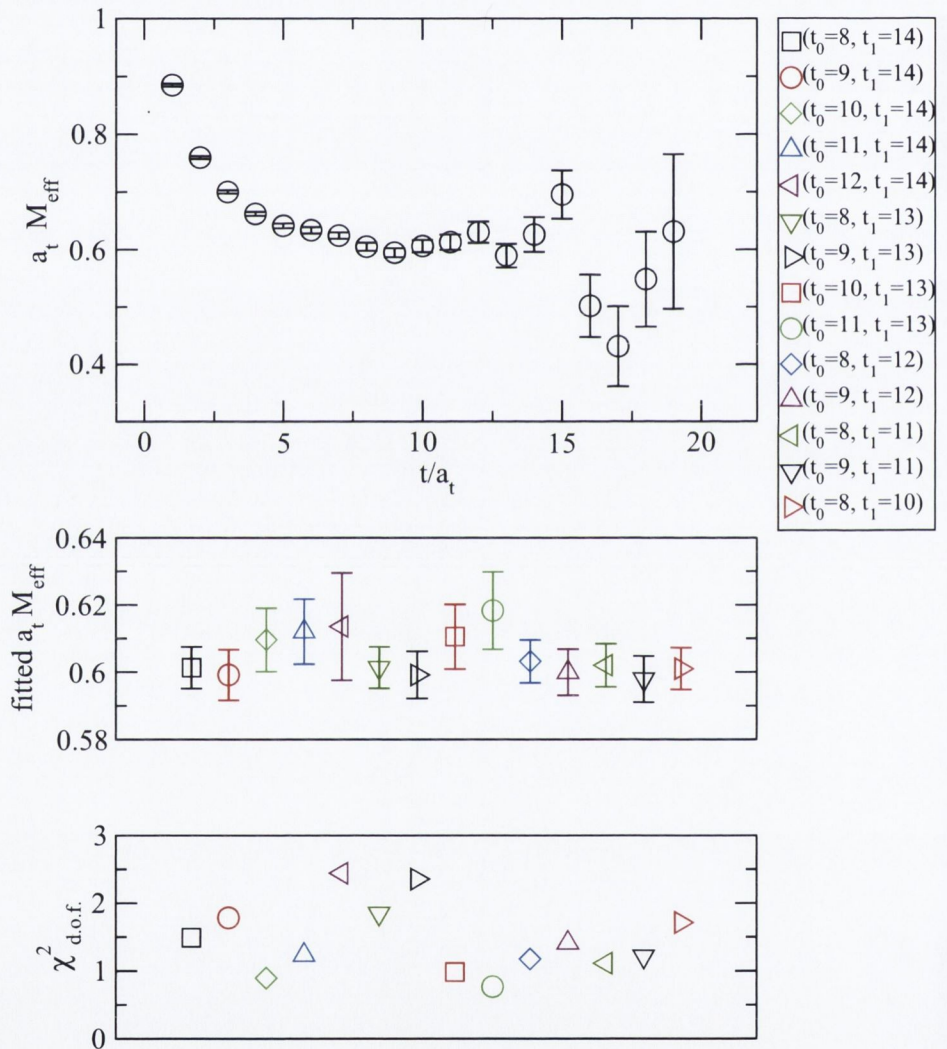 1
0.8
0.6
0.4
a_t M_eff
0 5 10 15 20
t/a_t
(t_0=8, t_1=14)
(t_0=9, t_1=14)
(t_0=10, t_1=14)
(t_0=11, t_1=14)
(t_0=12, t_1=14)
(t_0=8, t_1=13)
(t_0=9, t_1=13)
(t_0=10, t_1=13)
(t_0=11, t_1=13)
(t_0=8, t_1=12)
(t_0=9, t_1=12)
(t_0=8, t_1=11)
(t_0=9, t_1=11)
(t_0=8, t_1=10)
0.64
0.62
0.6
0.58
fitted a_t M_eff
3
2
1
0
χ^2_d.o.f.